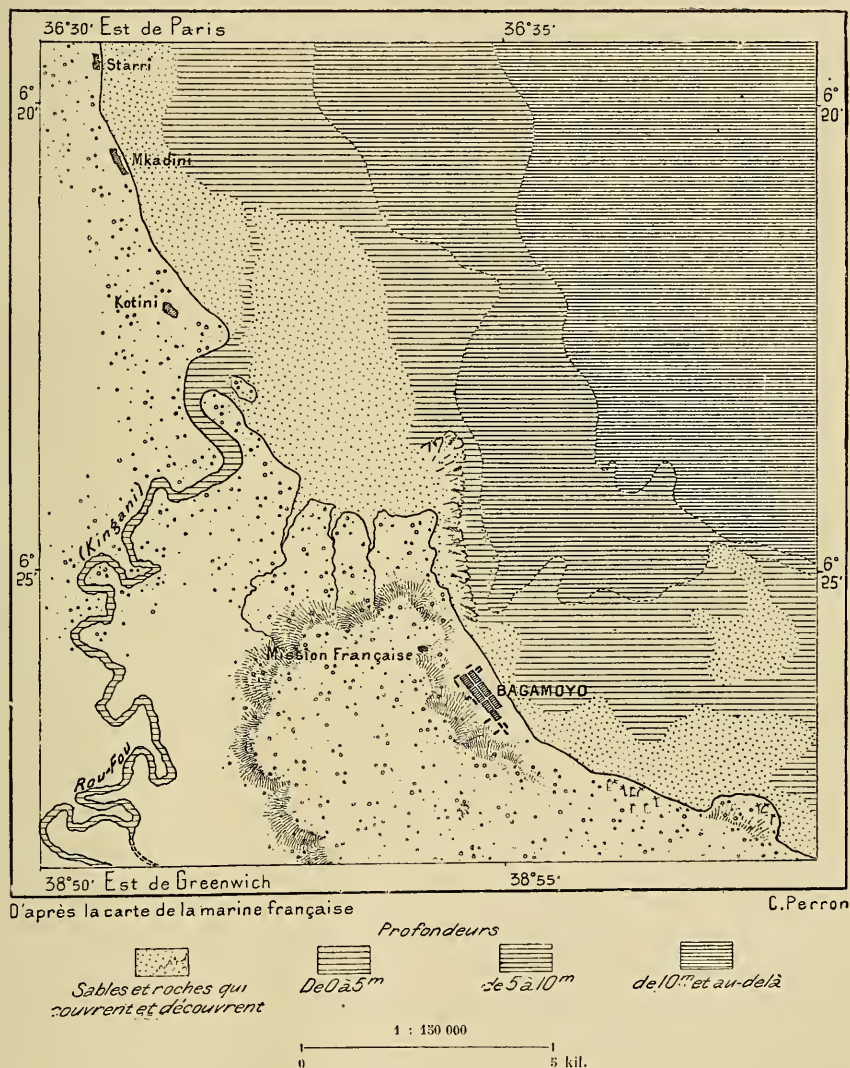 36°30' Est de Paris
36°35'
Starri
6°
20'
6°
20'
Mkadini
Kotini
(Kingani)
6°
25'
6°
25'
Mission Française
BAGAMOYO
Rou-Fou
38°50' Est de Greenwich
38°55'
D'après la carte de la marine française
C.Perron
Profondeurs
Sables et roches qui
couvrent et découvrent
De 0 à 5m
de 5 à 10m
de 10m et au-delà
1 : 150 000
0
5 kil.